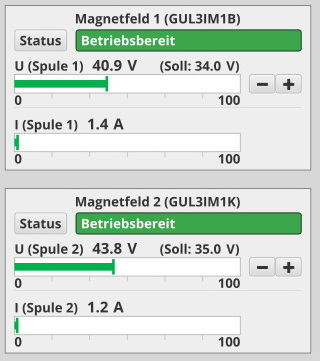 Magnetfeld 1 (GUL3IM1B)
Status Betriebsbereit
U (Spule 1) 40.9 V (Soll: 34.0 V)
− +
0 100
I (Spule 1) 1.4 A
0 100
Magnetfeld 2 (GUL3IM1K)
Status Betriebsbereit
U (Spule 2) 43.8 V (Soll: 35.0 V)
− +
0 100
I (Spule 2) 1.2 A
0 100